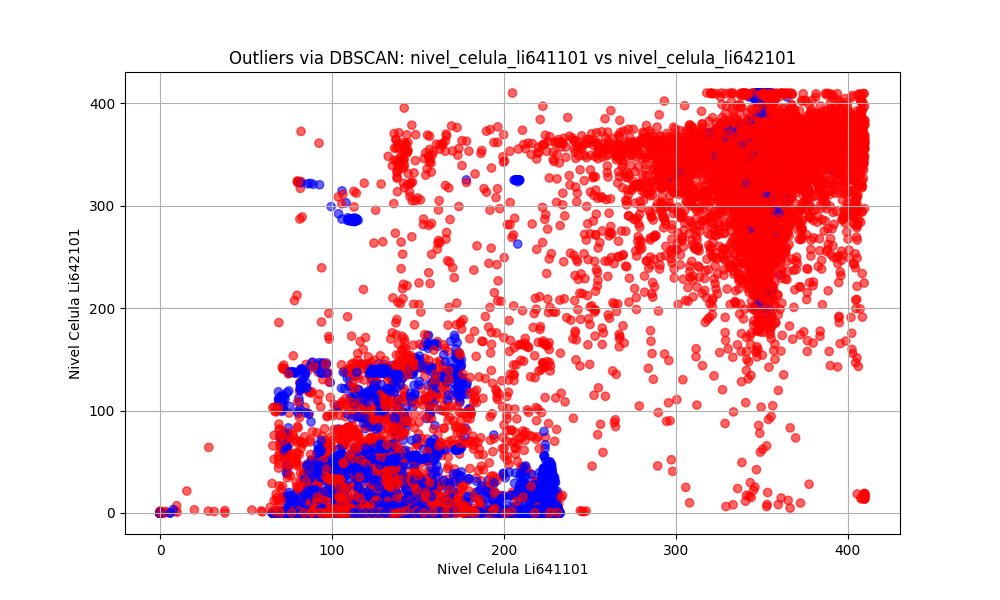 Outliers via DBSCAN: nivel_celula_li641101 vs nivel_celula_li642101
400
300
200
100
0
Nivel Celula Li642101
0 100 200 300 400
Nivel Celula Li641101